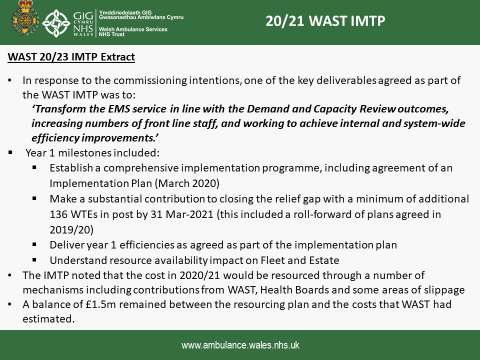 Ymddiriedolaeth GIG
Gwasanaethau Ambiwlans Cymru
GIG
CYMRU
NHS
WALES
Welsh Ambulance Services
NHS Trust
20/21 WAST IMTP
WAST 20/23 IMTP Extract
• In response to the commissioning intentions, one of the key deliverables agreed as part of
the WAST IMTP was to:
‘Transform the EMS service in line with the Demand and Capacity Review outcomes,
increasing numbers of front line staff, and working to achieve internal and system-wide
efficiency improvements.’
▪ Year 1 milestones included:
▪ Establish a comprehensive implementation programme, including agreement of an
Implementation Plan (March 2020)
▪ Make a substantial contribution to closing the relief gap with a minimum of additional
136 WTEs in post by 31 Mar-2021 (this included a roll-forward of plans agreed in
2019/20)
▪ Deliver year 1 efficiencies as agreed as part of the implementation plan
▪ Understand resource availability impact on Fleet and Estate
• The IMTP noted that the cost in 2020/21 would be resourced through a number of
mechanisms including contributions from WAST, Health Boards and some areas of slippage
• A balance of £1.5m remained between the resourcing plan and the costs that WAST had
estimated.
www.ambulance.wales.nhs.uk